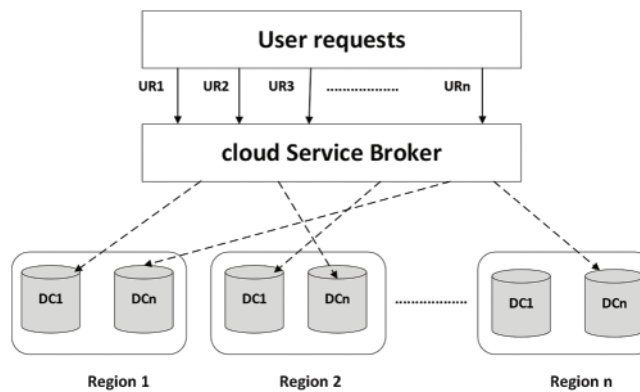 User requests
UR1 UR2 UR3 .................. URn
cloud Service Broker
DC1 DCn DC1 DCn .................. DC1 DCn
Region 1 Region 2 Region n